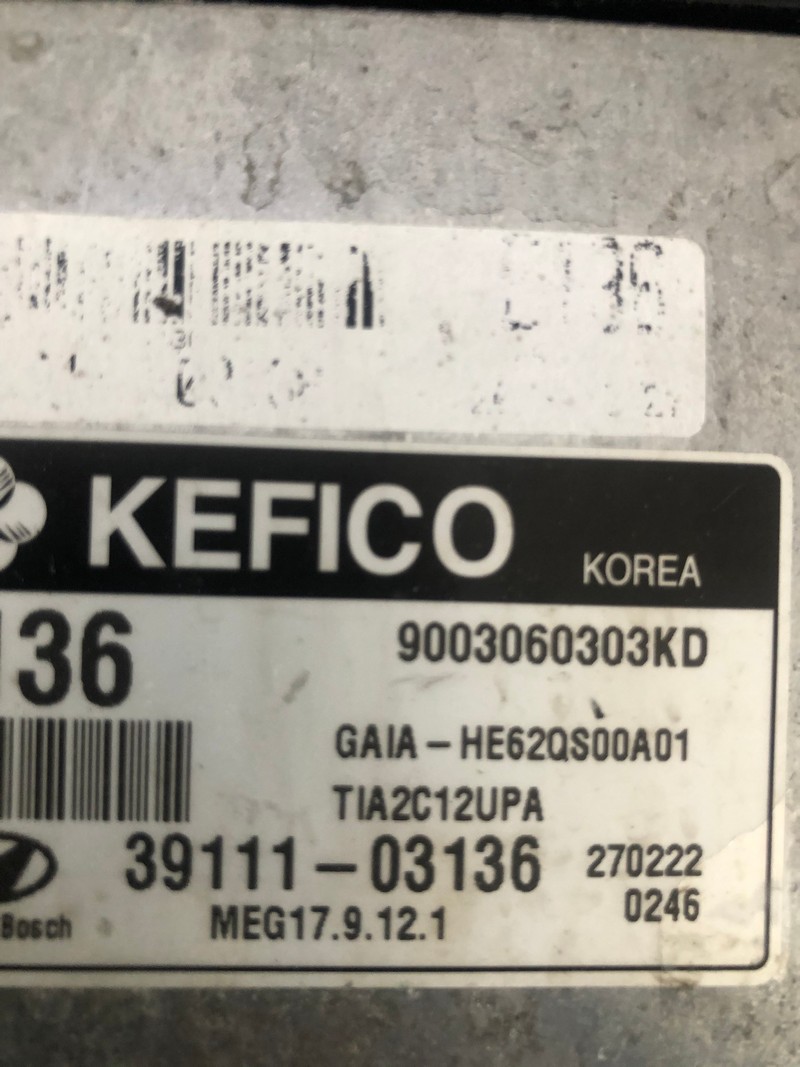 KEFICO
KOREA
136
9003060303KD
GAIA-HE62QS00A01
TIA2C12UPA
39111-03136
270222
0246
Bosch
MEG17.9.12.1